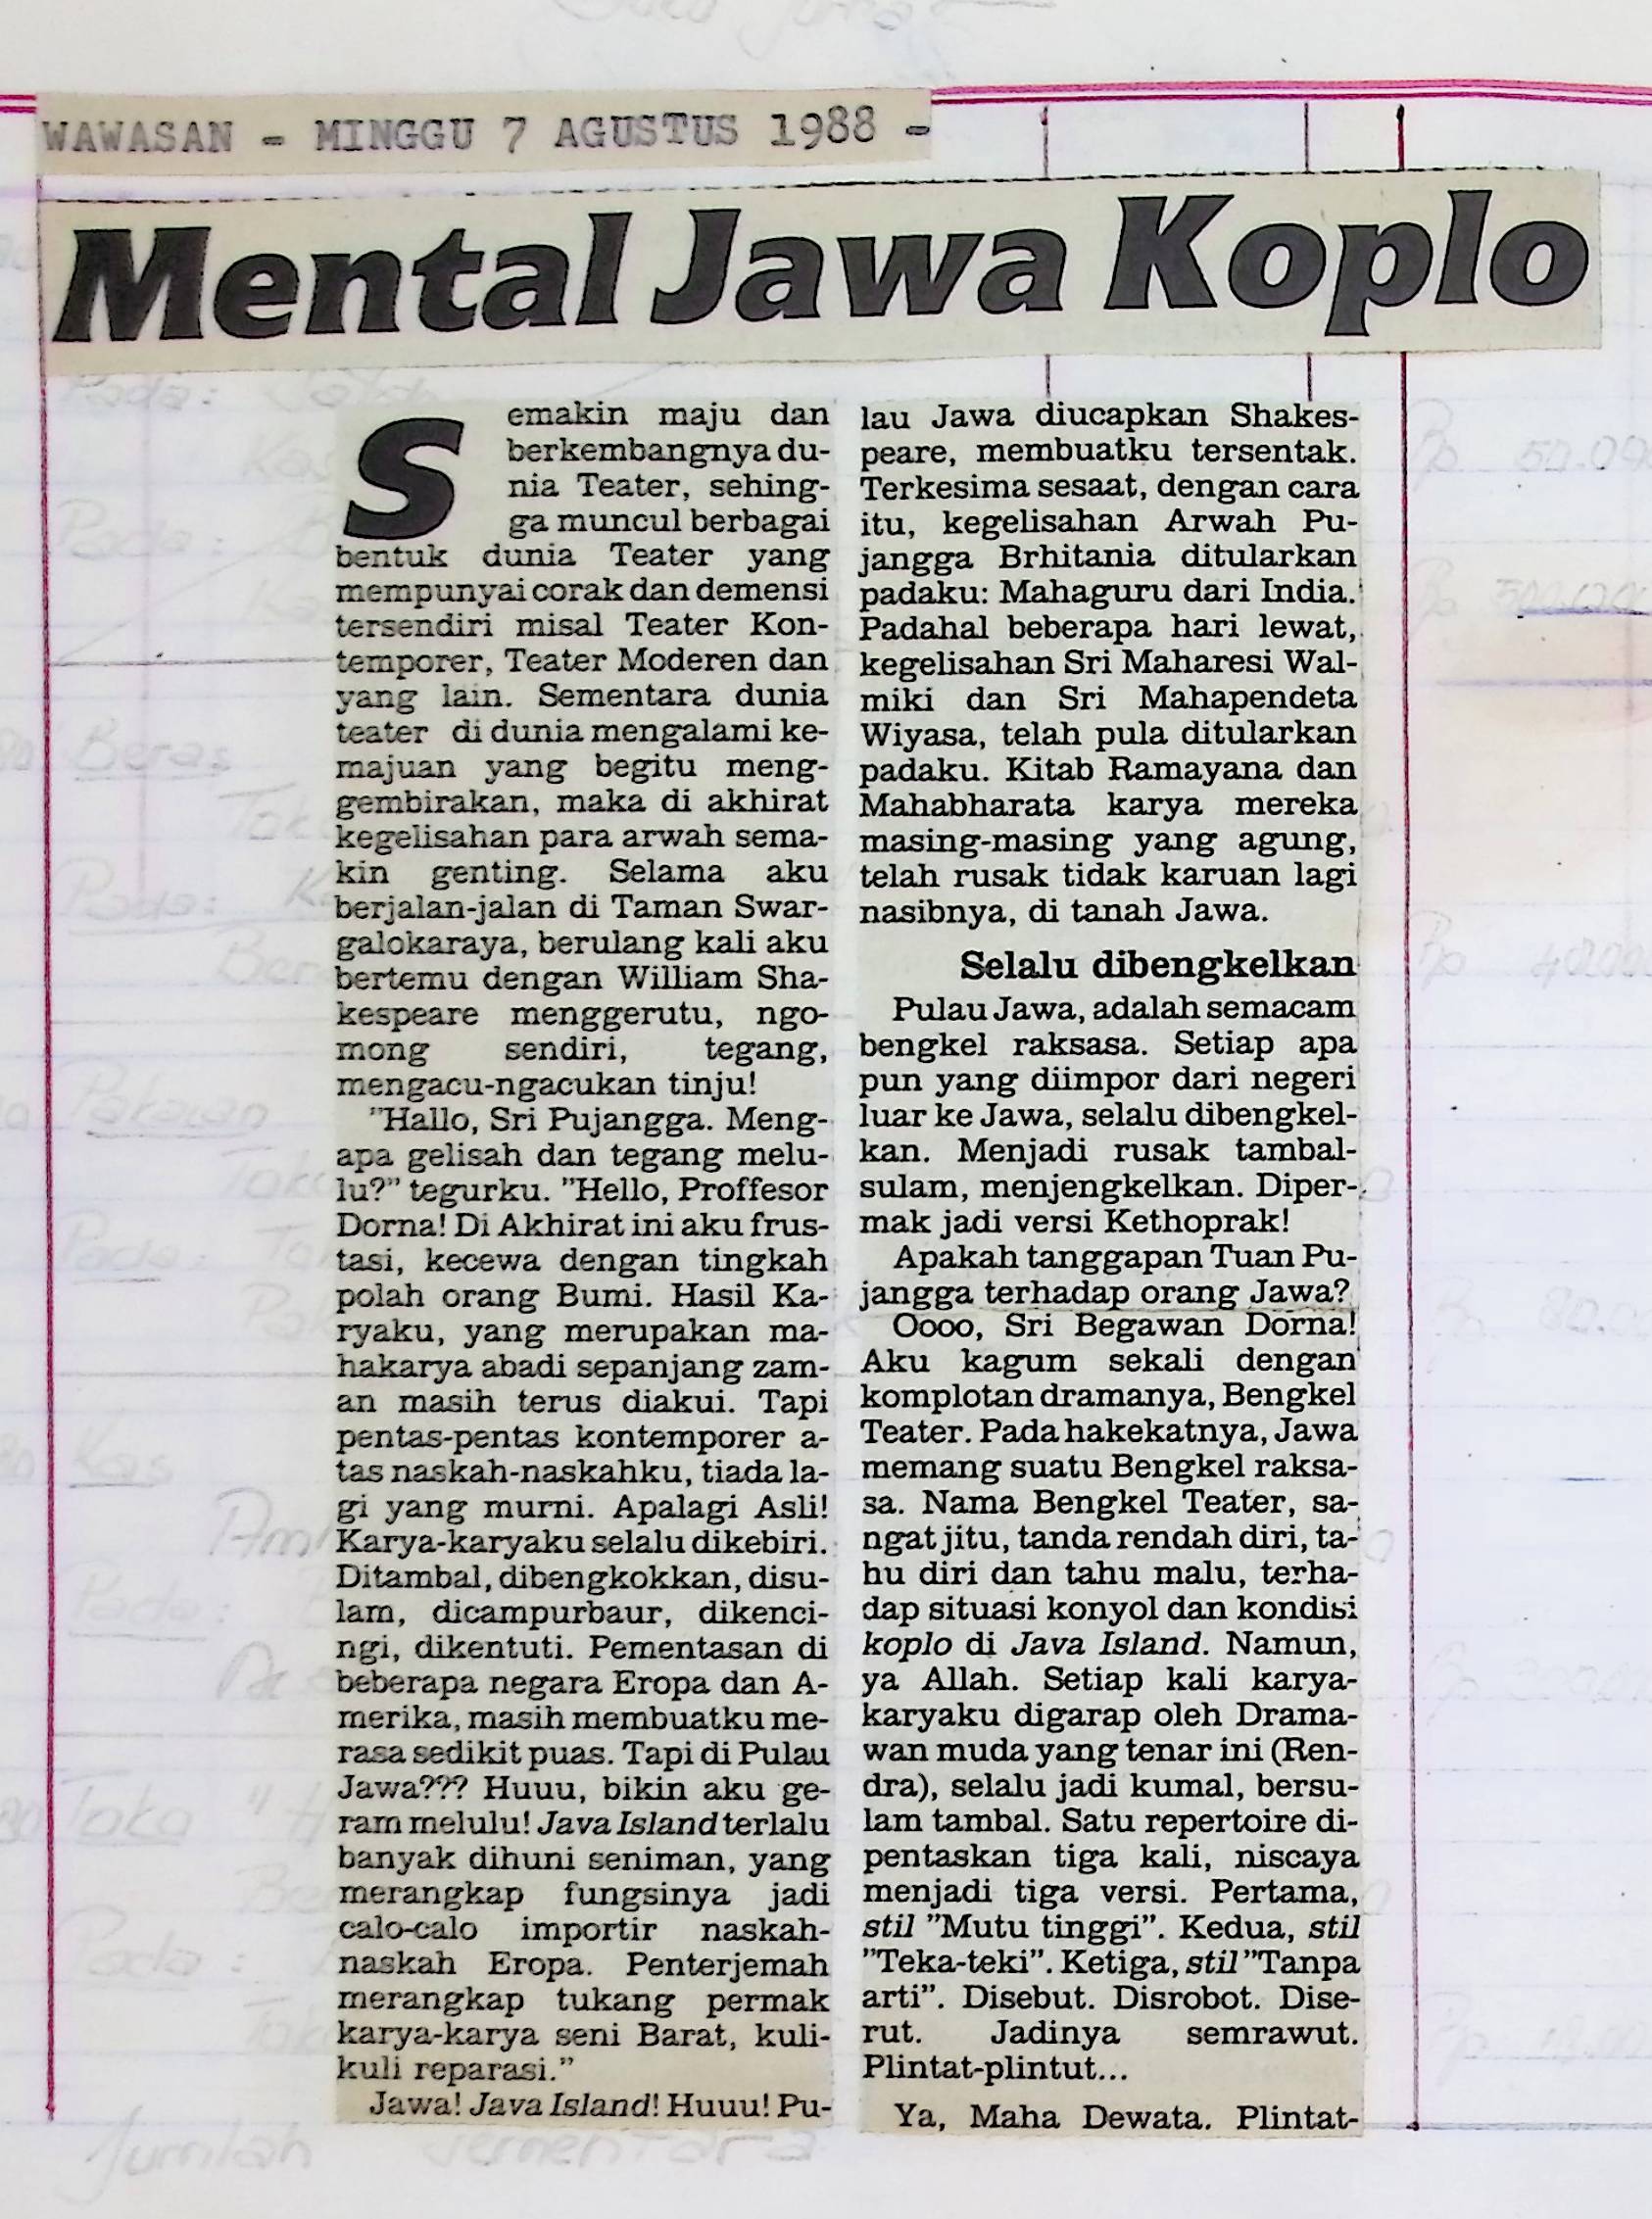 WAWASAN - MINGGU 7 AGUSTUS 1988 -
Mental Jawa Koplo
Semakin maju dan
berkembangnya du-
nia Teater, sehing-
ga muncul berbagai
bentuk dunia Teater yang
mempunyai corak dan demensi
tersendiri misal Teater Kon-
temporer, Teater Moderen dan
yang lain. Sementara dunia
teater di dunia mengalami ke-
majuan yang begitu meng-
gembirakan, maka di akhirat
kegelisahan para arwah sema-
kin genting. Selama aku
berjalan-jalan di Taman Swar-
galokaraya, berulang kali aku
bertemu dengan William Sha-
kespeare menggerutu, ngo-
mong sendiri, tegang,
mengacu-ngacukan tinju!
"Hallo, Sri Pujangga. Meng-
apa gelisah dan tegang melu-
lu?" tegurku. "Hello, Proffesor
Dorna! Di Akhirat ini aku frus-
tasi, kecewa dengan tingkah
polah orang Bumi. Hasil Ka-
ryaku, yang merupakan ma-
hakarya abadi sepanjang zam-
an masih terus diakui. Tapi
pentas-pentas kontemporer a-
tas naskah-naskahku, tiada la-
gi yang murni. Apalagi Asli!
Karya-karyaku selalu dikebiri.
Ditambal, dibengkokkan, disu-
lam, dicampurbaur, dikenci-
ngi, dikentuti. Pementasan di
beberapa negara Eropa dan A-
merika, masih membuatku me-
rasa sedikit puas. Tapi di Pulau
Jawa??? Huuu, bikin aku ge-
ram melulu! Java Island terlalu
banyak dihuni seniman, yang
merangkap fungsinya jadi
calo-calo importir naskah-
naskah Eropa. Penterjemah
merangkap tukang permak
karya-karya seni Barat, kuli-
kuli reparasi."
Jawa! Java Island! Huuu! Pu-
lau Jawa diucapkan Shakes-
peare, membuatku tersentak.
Terkesima sesaat, dengan cara
itu, kegelisahan Arwah Pu-
jangga Brhitania ditularkan
padaku: Mahaguru dari India.
Padahal beberapa hari lewat,
kegelisahan Sri Maharesi Wal-
miki dan Sri Mahapendeta
Wiyasa, telah pula ditularkan
padaku. Kitab Ramayana dan
Mahabharata karya mereka
masing-masing yang agung,
telah rusak tidak karuan lagi
nasibnya, di tanah Jawa.
Selalu dibengkelkan
Pulau Jawa, adalah semacam
bengkel raksasa. Setiap apa
pun yang diimpor dari negeri
luar ke Jawa, selalu dibengkel-
kan. Menjadi rusak tambal-
sulam, menjengkelkan. Diper-
mak jadi versi Kethoprak!
Apakah tanggapan Tuan Pu-
jangga terhadap orang Jawa?
Oooo, Sri Begawan Dorna!
Aku kagum sekali dengan
komplotan dramanya, Bengkel
Teater. Pada hakekatnya, Jawa
memang suatu Bengkel raksa-
sa. Nama Bengkel Teater, sa-
ngat jitu, tanda rendah diri, ta-
hu diri dan tahu malu, terha-
dap situasi konyol dan kondisi
koplo di Java Island. Namun,
ya Allah. Setiap kali karya-
karyaku digarap oleh Drama-
wan muda yang tenar ini (Ren-
dra), selalu jadi kumal, bersu-
lam tambal. Satu repertoire di-
pentaskan tiga kali, niscaya
menjadi tiga versi. Pertama,
stil "Mutu tinggi". Kedua, stil
"Teka-teki". Ketiga, stil "Tanpa
arti". Disebut. Disrobot. Dise-
rut. Jadinya semrawut.
Plintat-plintut...
Ya, Maha Dewata. Plintat-
Pada:
Beras
Pada:
Pakaian
Pada:
Kas
Pada:
Toko
Pada:
Jumlah sementara